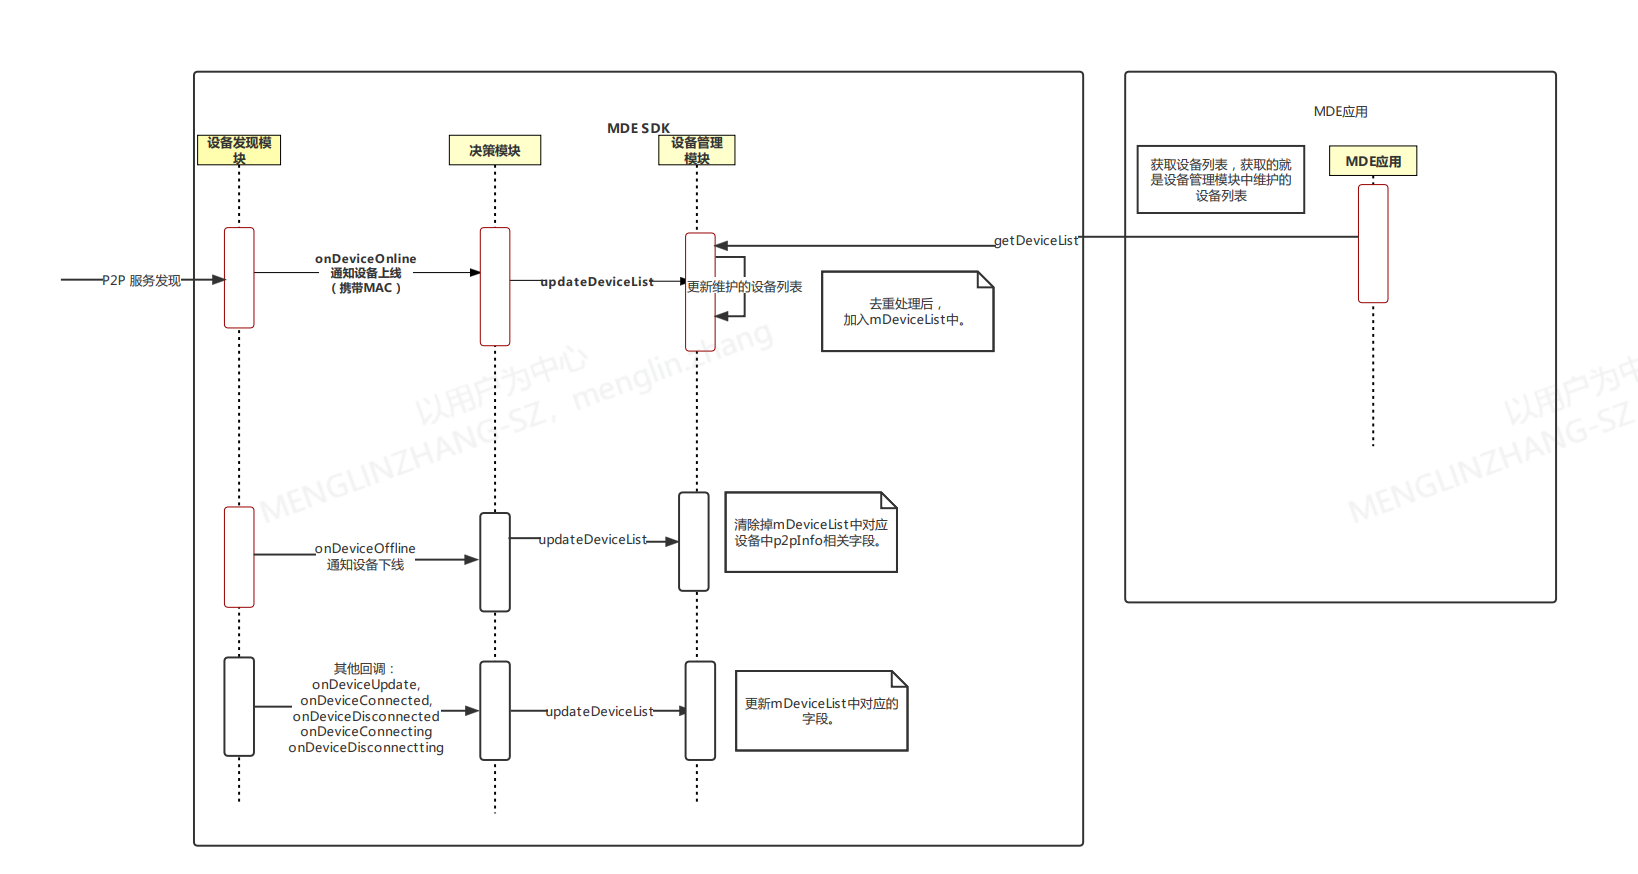 MDE SDK
设备发现模
块
决策模块
设备管理
模块
P2P 服务发现
onDeviceOnline
通知设备上线
（携带MAC）
updateDeviceList
更新维护的设备列表
getDeviceList
去重处理后，
加入mDeviceList中。
MDE应用
获取设备列表，获取的就
是设备管理模块中维护的
设备列表
MDE应用
以用户为中心
MENGLINZHANG-SZ，menglin.zhang
以用户为中
MENGLINZHANG-SZ
onDeviceOffline
通知设备下线
updateDeviceList
清除掉mDeviceList中对应
设备中p2pInfo相关字段。
其他回调：
onDeviceUpdate,
onDeviceConnected,
onDeviceDisconnected
onDeviceConnecting
onDeviceDisconnectting
updateDeviceList
更新mDeviceList中对应的
字段。